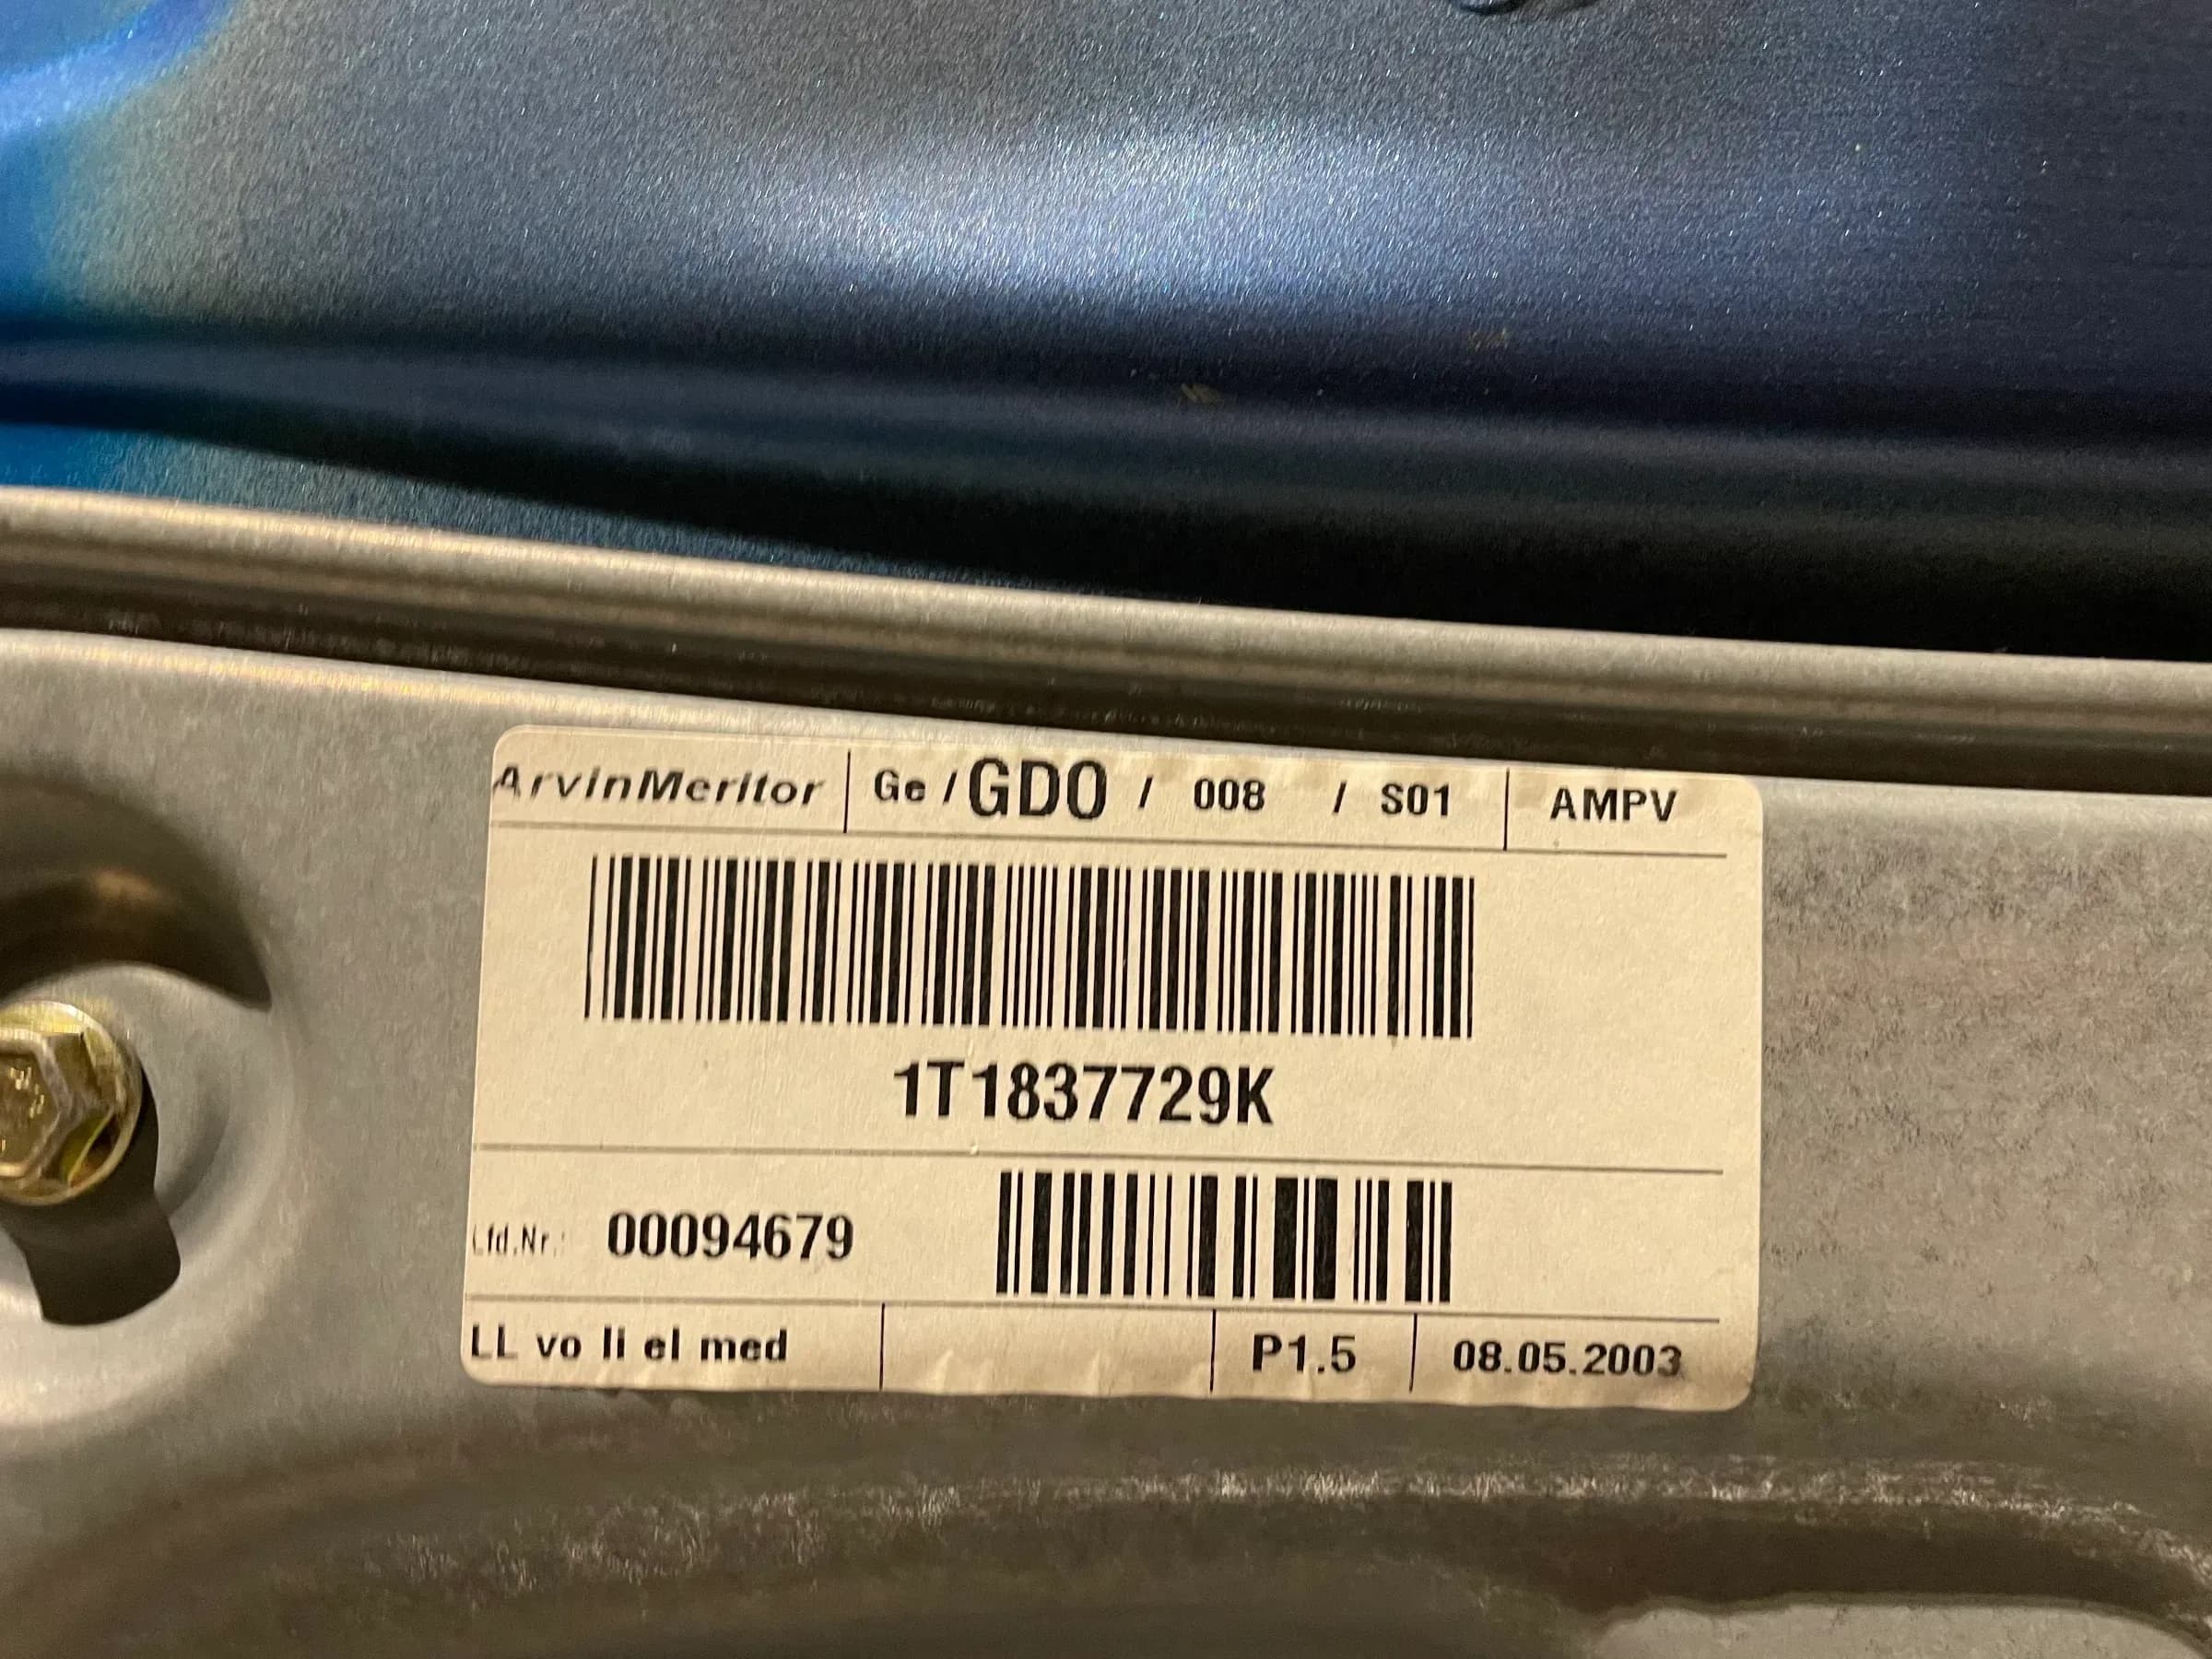 ArvinMeritor Ge / GDO / 008 / S01 AMPV
1T1837729K
Lfd.Nr.: 00094679
LL vo li el med P1.5 08.05.2003